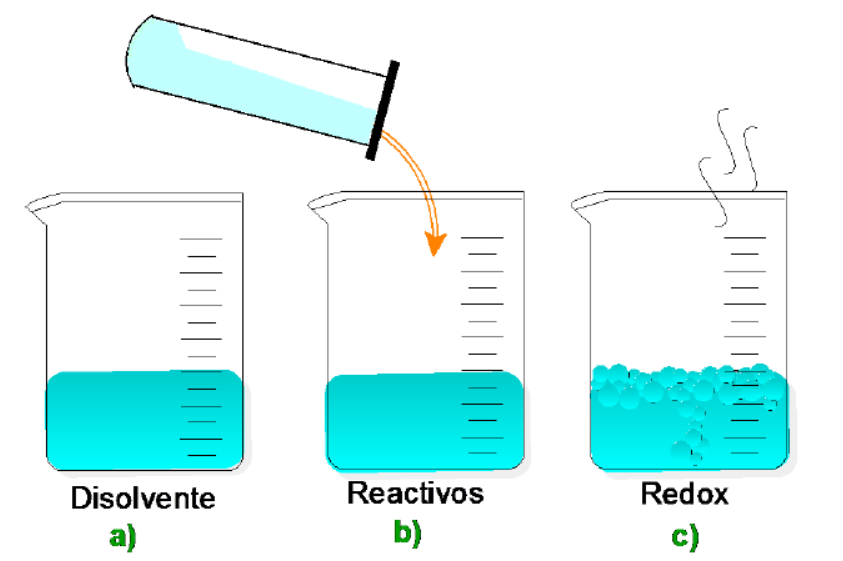 Disolvente
a)
Reactivos
b)
Redox
c)